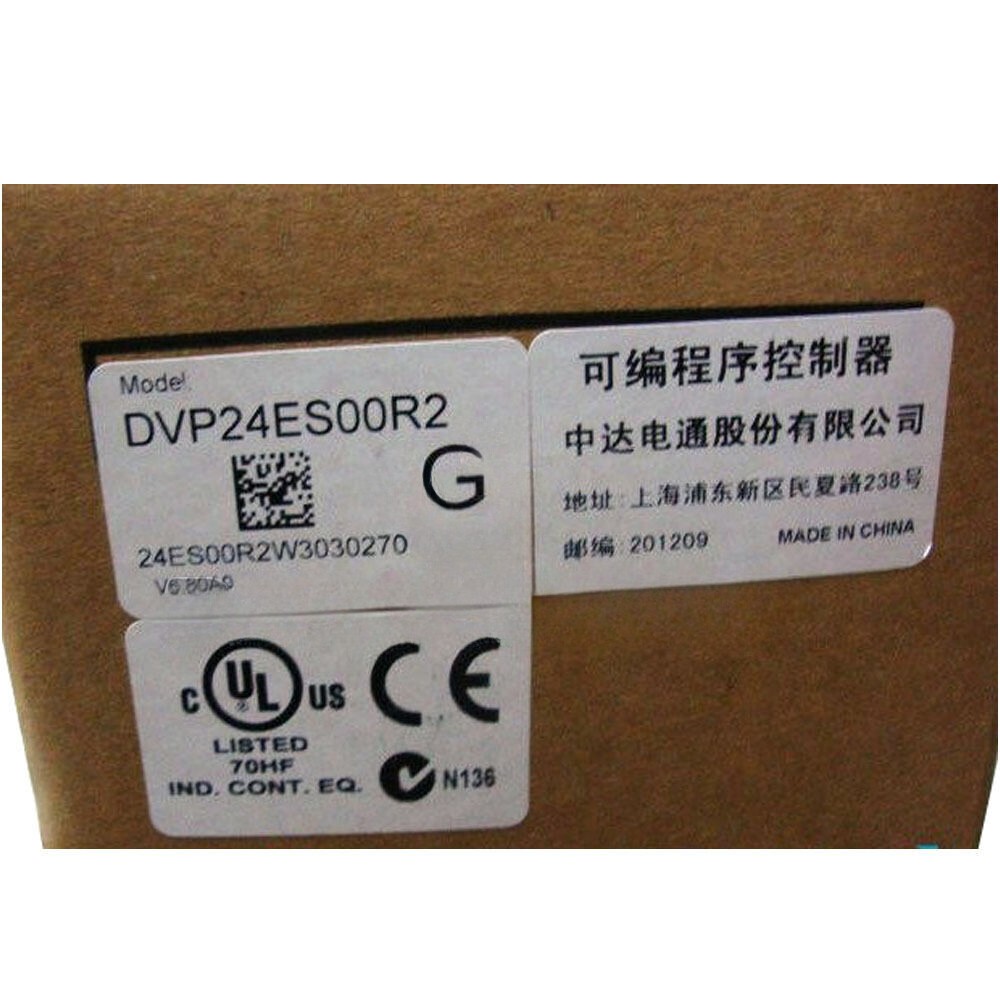 Model:
DVP24ES00R2
G
24ES00R2W3030270
V6.80A0
可编程序控制器
中达电通股份有限公司
地址:上海浦东新区民夏路238号
邮编:201209 MADE IN CHINA
C UL US
®
CE
LISTED
70HF
IND. CONT. EQ.
N136